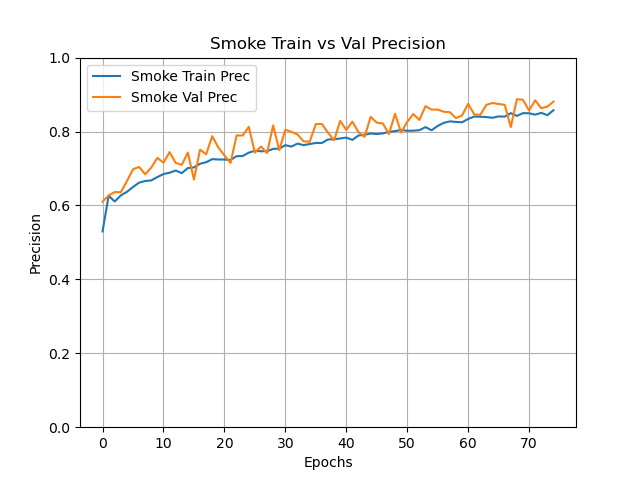 Smoke Train vs Val Precision
Smoke Train Prec
Smoke Val Prec
1.0
0.8
0.6
0.4
0.2
0.0
Precision
0 10 20 30 40 50 60 70
Epochs